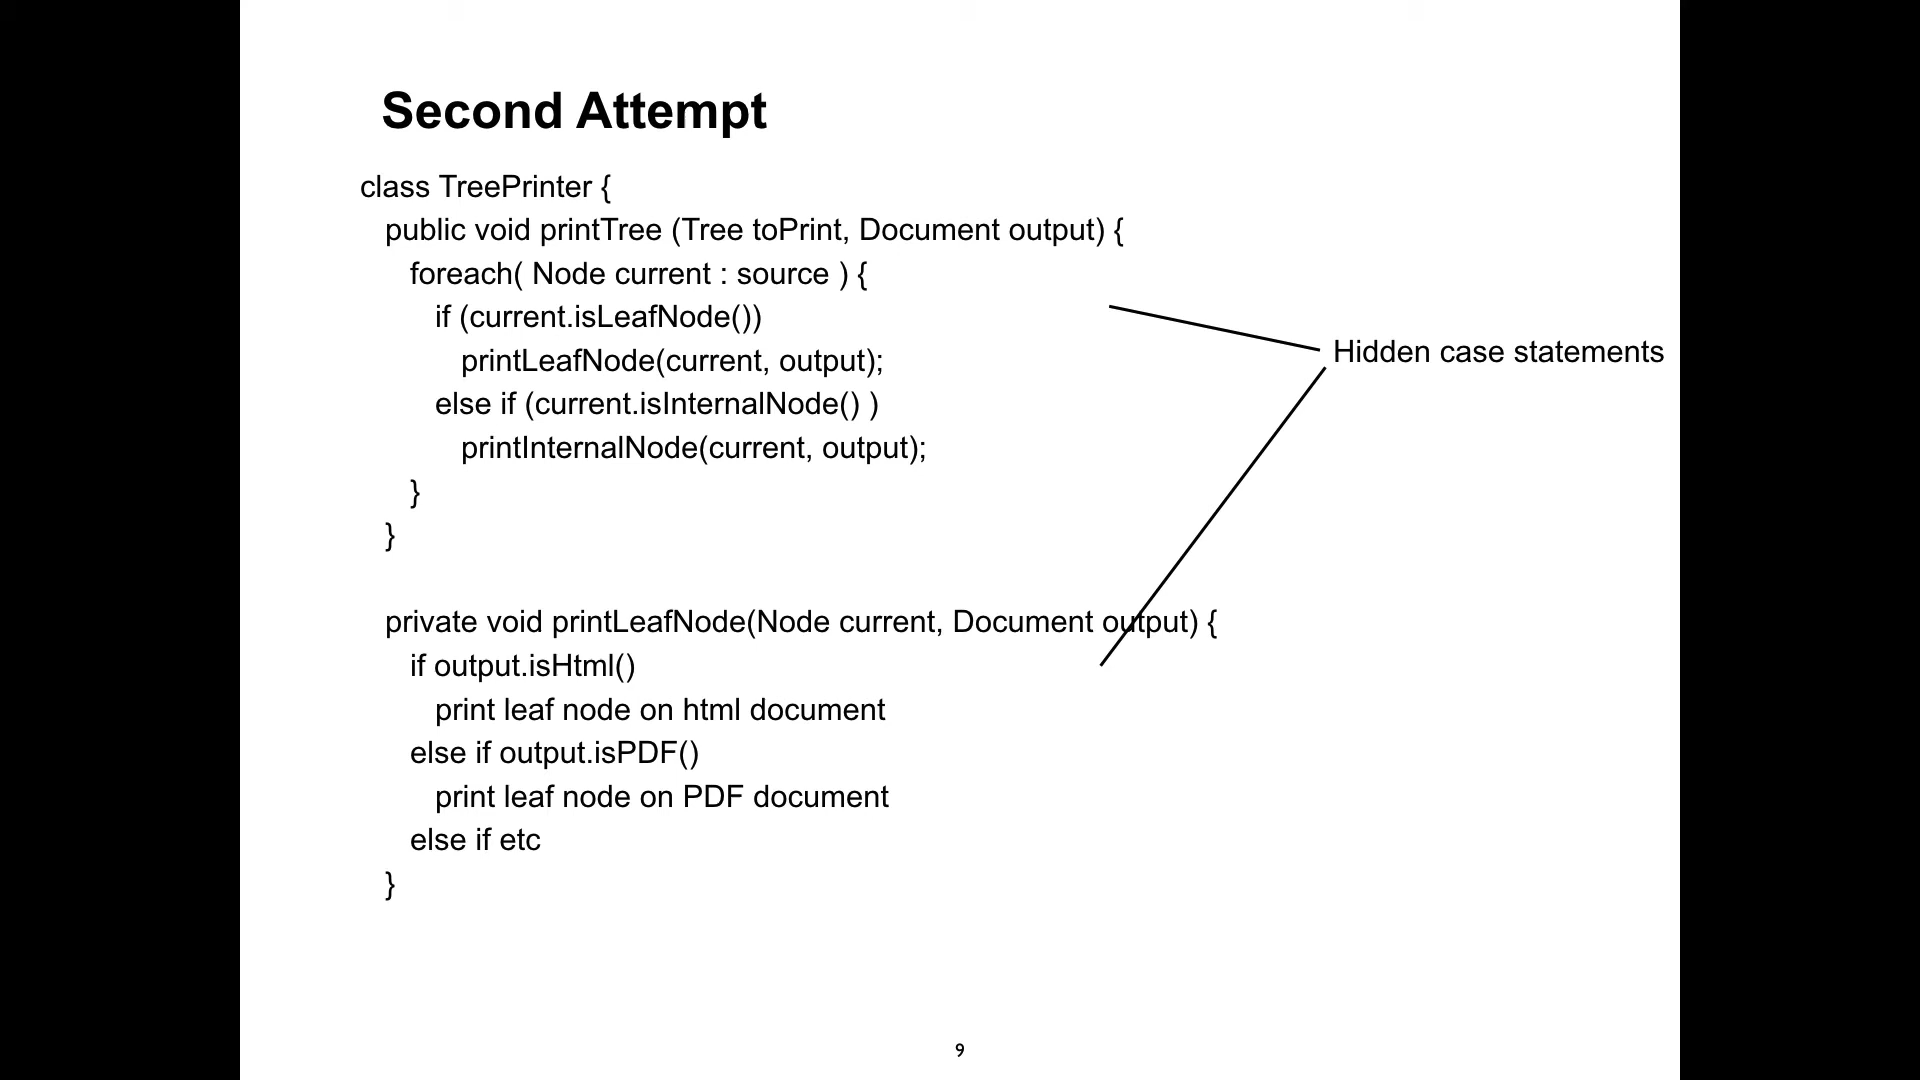 Second Attempt
class TreePrinter {
public void printTree (Tree toPrint, Document output) {
foreach( Node current : source ) {
if (current.isLeafNode())
printLeafNode(current, output);
else if (current.isInternalNode() )
printInternalNode(current, output);
}
}
Hidden case statements
private void printLeafNode(Node current, Document output) {
if output.isHtml()
print leaf node on html document
else if output.isPDF()
print leaf node on PDF document
else if etc
}
9